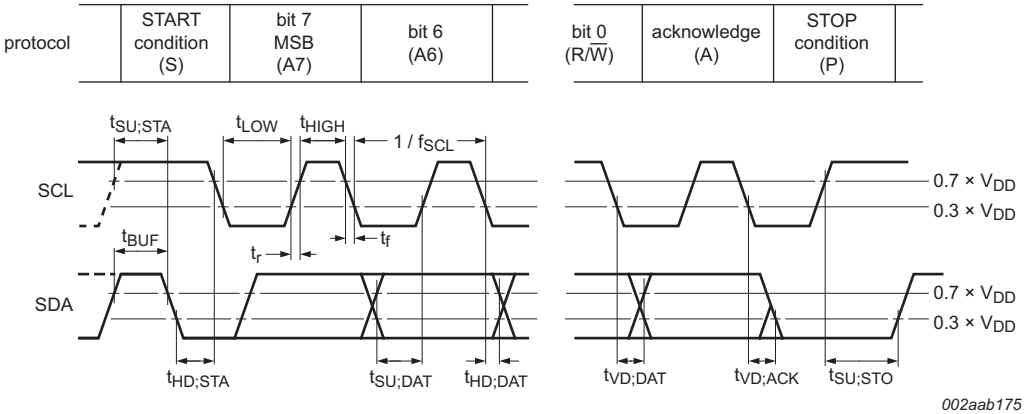 protocol
START
condition
(S)
bit 7
MSB
(A7)
bit 6
(A6)
bit 0
(R/W̅)
acknowledge
(A)
STOP
condition
(P)
tSU;STA
tLOW
tHIGH
1 / fSCL
SCL
0.7 × VDD
0.3 × VDD
tBUF
tr
tf
SDA
0.7 × VDD
0.3 × VDD
tHD;STA
tSU;DAT
tHD;DAT
tVD;DAT
tVD;ACK
tSU;STO
002aab175